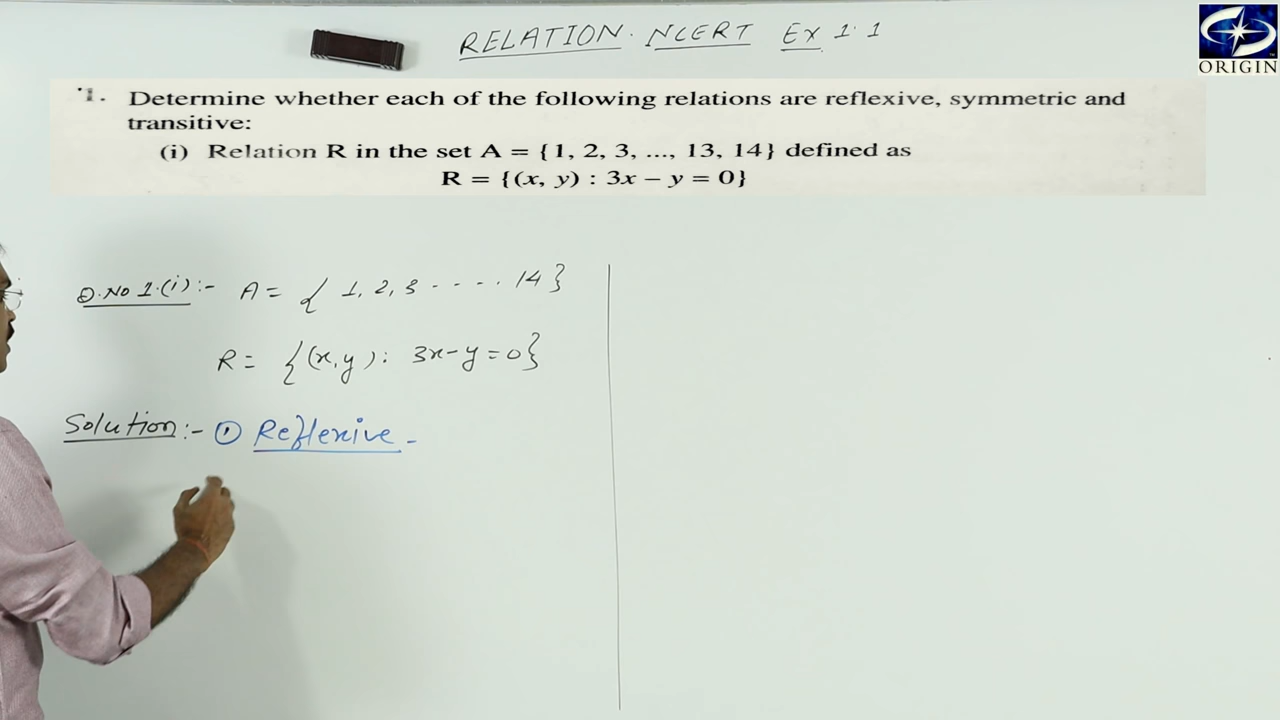 RELATION. NCERT Ex 1.1
ORIGIN
1. Determine whether each of the following relations are reflexive, symmetric and
transitive:
(i) Relation R in the set A = {1, 2, 3, ..., 13, 14} defined as
R = {(x, y) : 3x – y = 0}
Q.No 1.(i):- A = { 1, 2, 3 - - - - . 14 }
R = {(x,y): 3x-y=0}
Solution:- ① Reflexive -